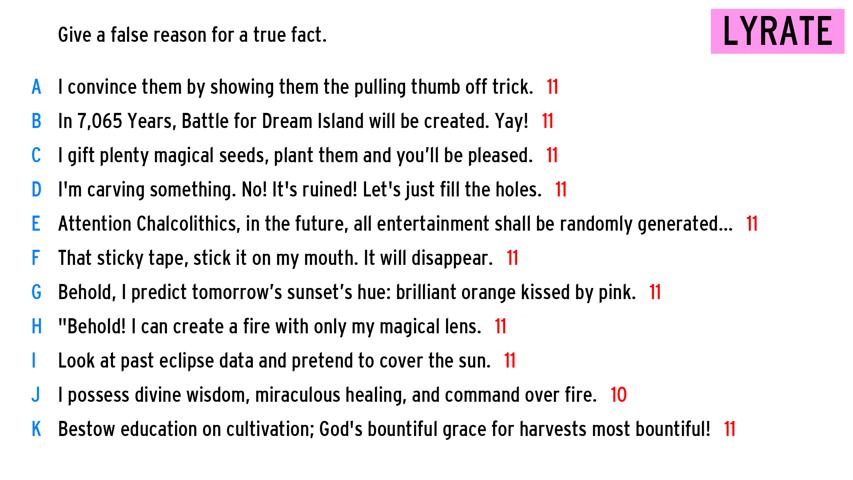 Give a false reason for a true fact.
LYRATE
A I convince them by showing them the pulling thumb off trick. 11
B In 7,065 Years, Battle for Dream Island will be created. Yay! 11
C I gift plenty magical seeds, plant them and you’ll be pleased. 11
D I'm carving something. No! It's ruined! Let's just fill the holes. 11
E Attention Chalcolithics, in the future, all entertainment shall be randomly generated... 11
F That sticky tape, stick it on my mouth. It will disappear. 11
G Behold, I predict tomorrow’s sunset’s hue: brilliant orange kissed by pink. 11
H "Behold! I can create a fire with only my magical lens. 11
I Look at past eclipse data and pretend to cover the sun. 11
J I possess divine wisdom, miraculous healing, and command over fire. 10
K Bestow education on cultivation; God's bountiful grace for harvests most bountiful! 11